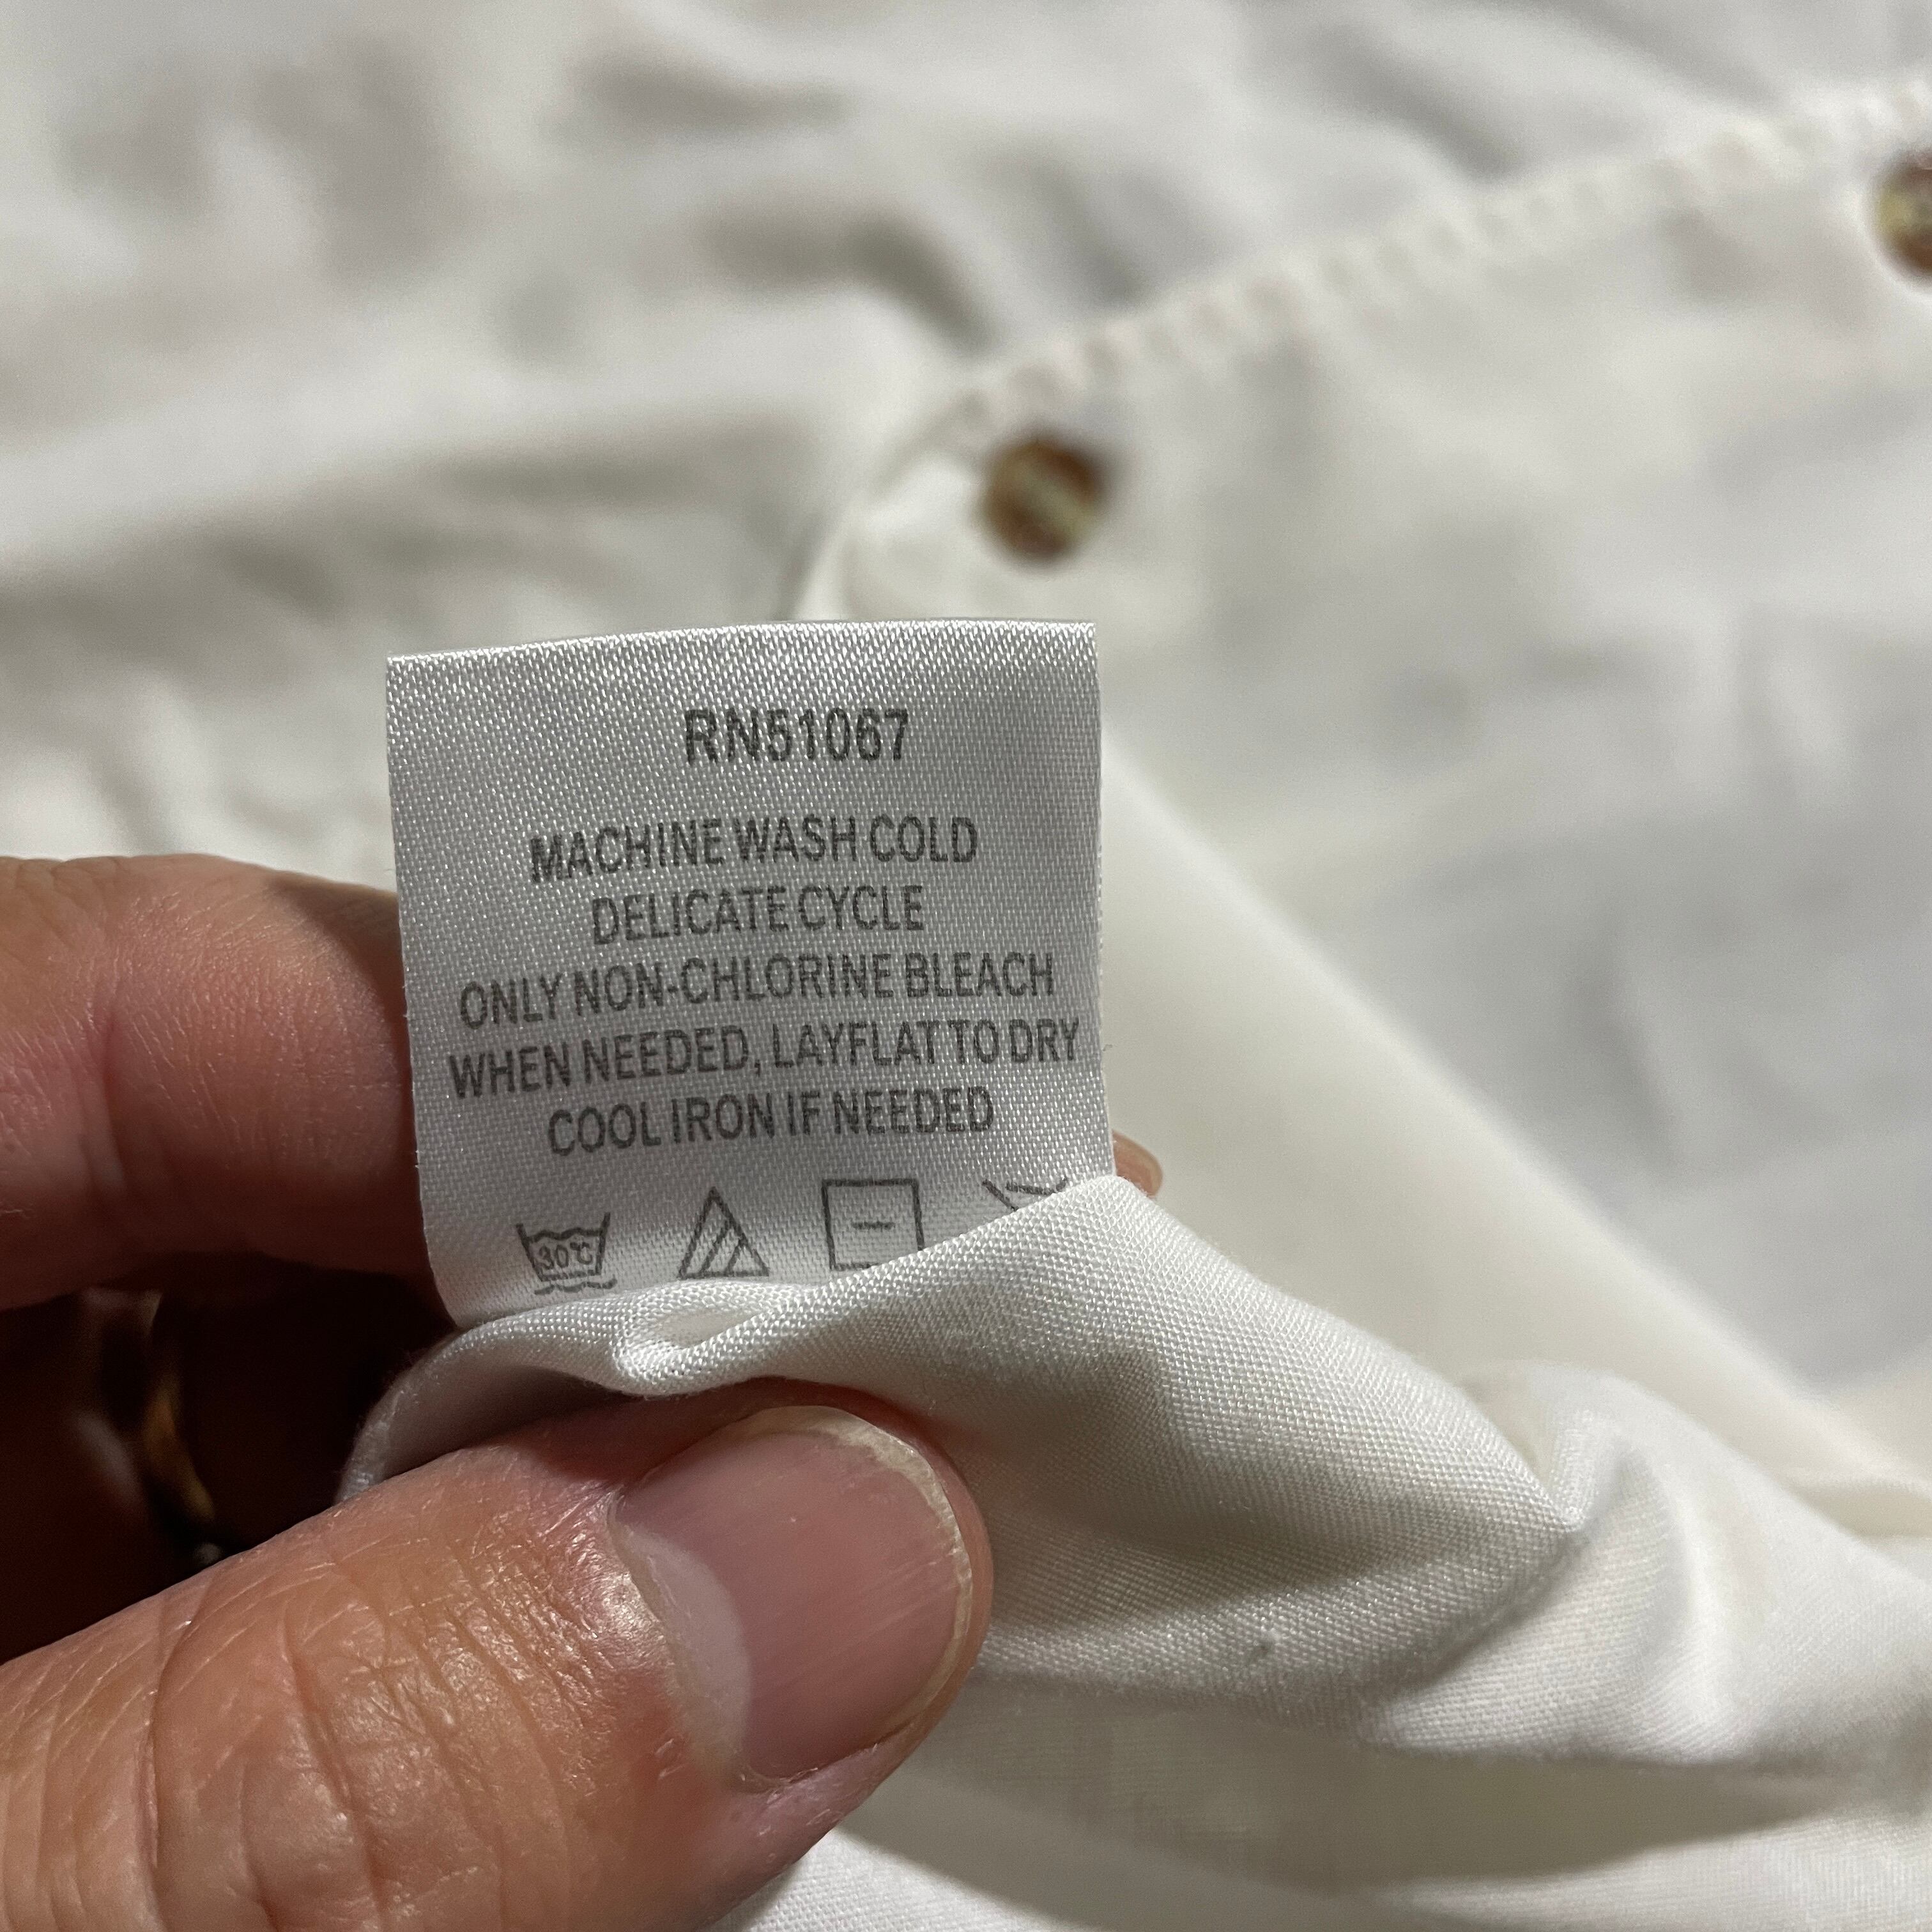 RN51067
MACHINE WASH COLD
DELICATE CYCLE
ONLY NON-CHLORINE BLEACH
WHEN NEEDED, LAYFLAT TO DRY
COOL IRON IF NEEDED
30°C